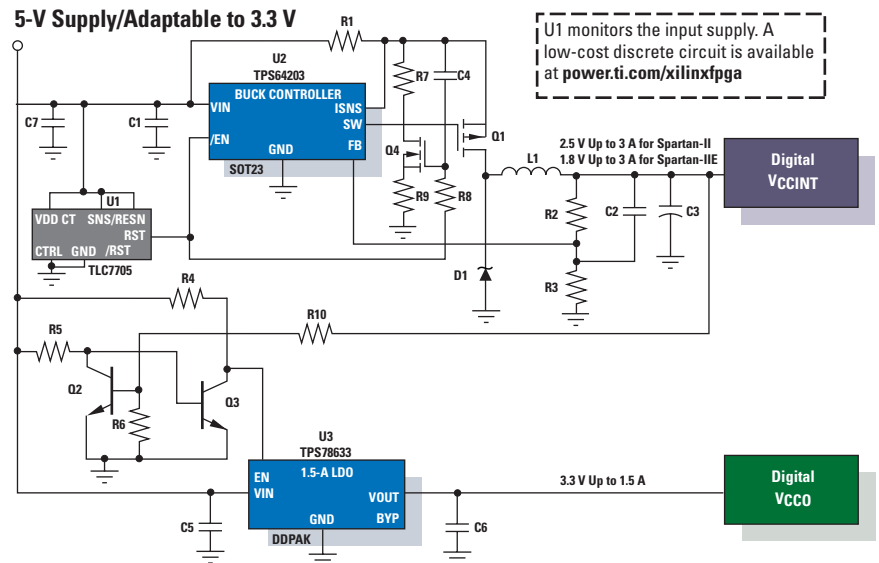 5-V Supply/Adaptable to 3.3 V
U1 monitors the input supply. A
low-cost discrete circuit is available
at power.ti.com/xilinxfpga
R1
U2
TPS64203
BUCK CONTROLLER
VIN
ISNS
SW
/EN
FB
GND
SOT23
R7
C4
Q1
Q4
R9
R8
C7
C1
L1
2.5 V Up to 3 A for Spartan-II
1.8 V Up to 3 A for Spartan-IIE
Digital
VCCINT
R2
C2
C3
R3
D1
U1
VDD CT SNS/RESN
RST
CTRL GND /RST
TLC7705
R4
R10
R5
Q2
R6
Q3
U3
TPS78633
1.5-A LDO
EN
VIN
VOUT
GND
BYP
DDPAK
C5
C6
3.3 V Up to 1.5 A
Digital
VCCO